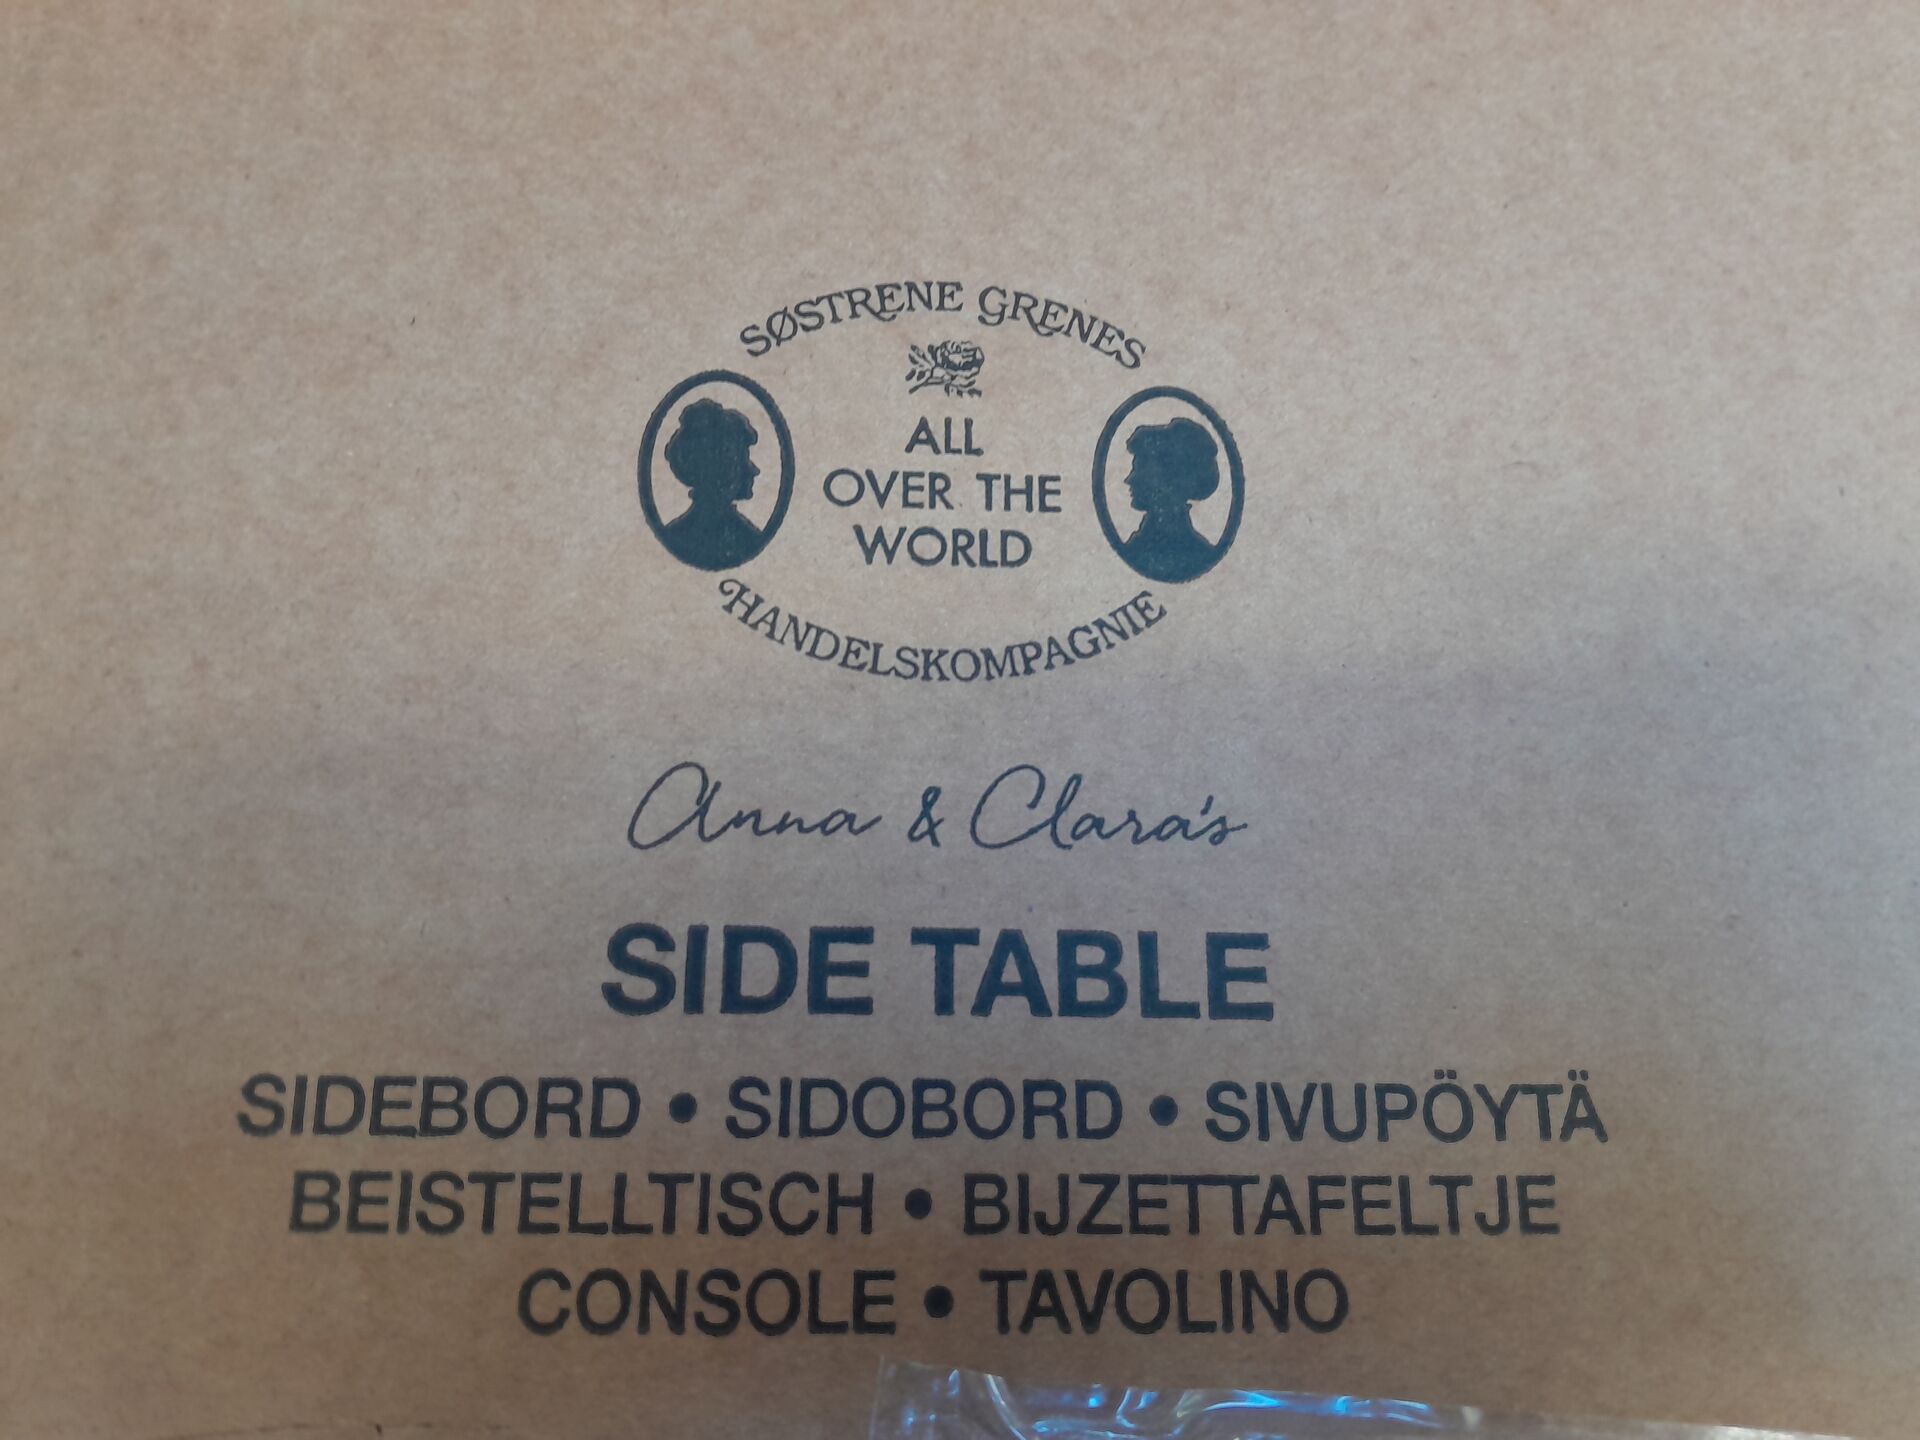 SØSTRENE GRENES
ALL
OVER THE
WORLD
HANDELSKOMPAGNIE
Anna & Clara's
SIDE TABLE
SIDEBORD • SIDOBORD • SIVUPÖYTÄ
BEISTELLTISCH • BIJZETTAFELTJE
CONSOLE • TAVOLINO